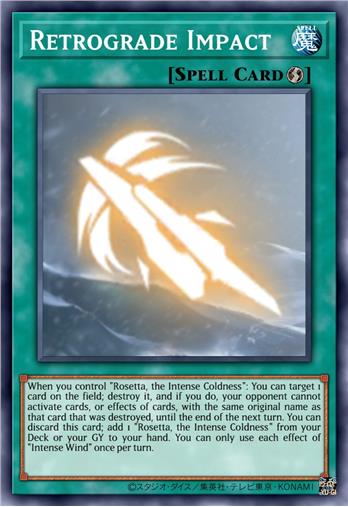 Retrograde Impact
SPELL
魔
[Spell Card]
When you control "Rosetta, the Intense Coldness": You can target 1
card on the field; destroy it, and if you do, your opponent cannot
activate cards, or effects of cards, with the same original name as
that card that was destroyed, until the end of the next turn. You can
discard this card; add 1 "Rosetta, the Intense Coldness" from your
Deck or your GY to your hand. You can only use each effect of
"Intense Wind" once per turn.
©スタジオ・ダイス/集英社・テレビ東京・KONAMI